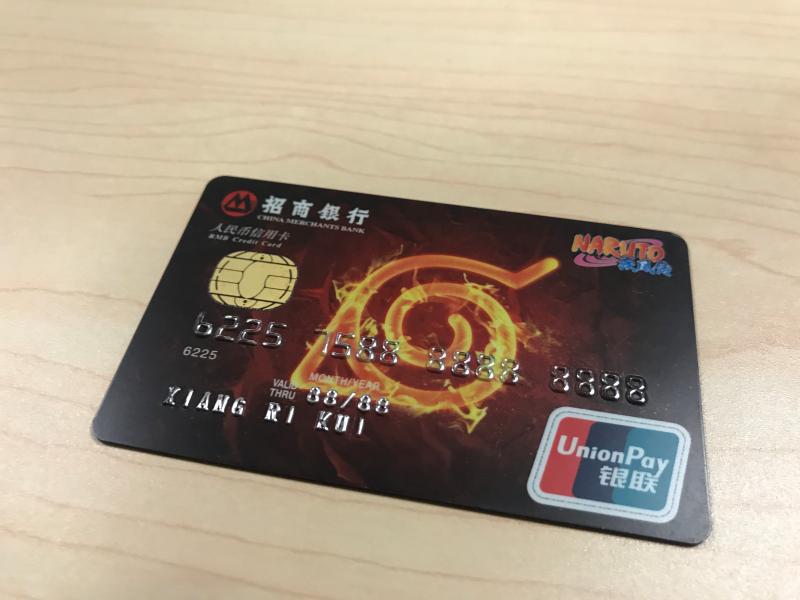 招商银行
CHINA MERCHANTS BANK
人民币信用卡
RMB Credit Card
NARUTO
疾风传
6225 7588 8888 8888
6225
MONTH/YEAR
VALID THRU 88/88
XIANG RI KUI
UnionPay
银联